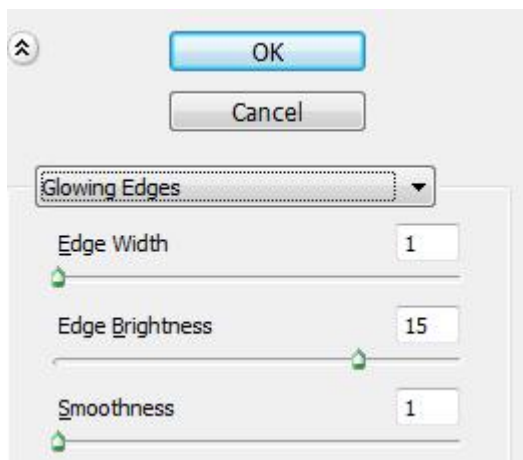 OK
Cancel
Glowing Edges
Edge Width 1
Edge Brightness 15
Smoothness 1